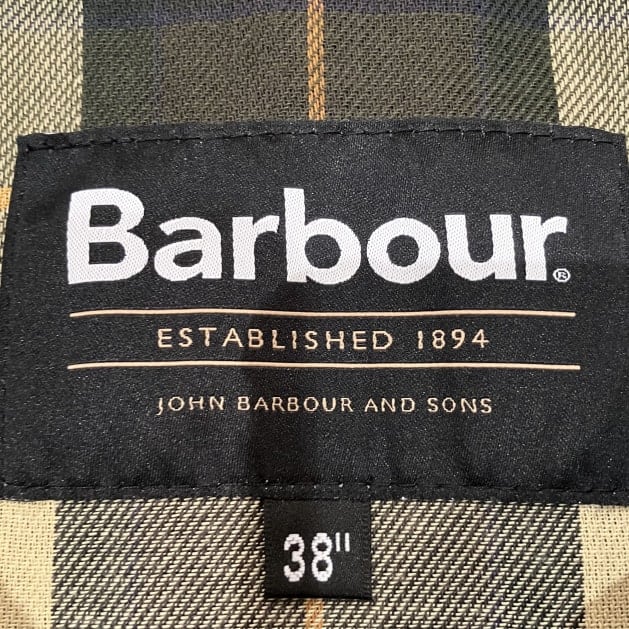 Barbour®
ESTABLISHED 1894
JOHN BARBOUR AND SONS
38"